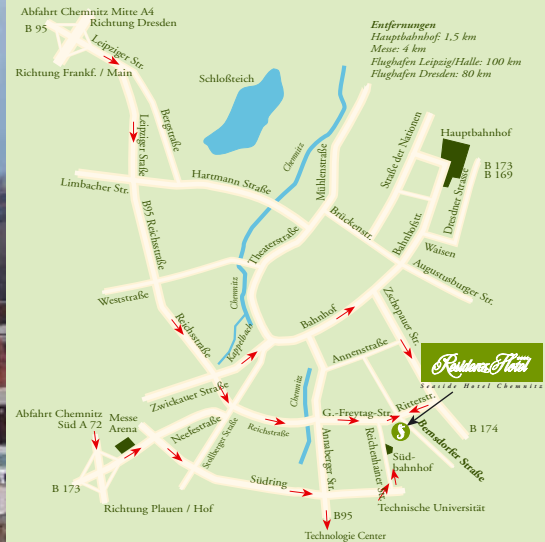 Abfahrt Chemnitz Mitte A4
B 95
Richtung Dresden
Leipziger Str.
Richtung Frankf. / Main
Entfernungen
Hauptbahnhof: 1,5 km
Messe: 4 km
Flughafen Leipzig/Halle: 100 km
Flughafen Dresden: 80 km
Schloßteich
Bergstraße
Leipziger Straße
Chemnitz
Mühlenstraße
Straße der Nationen
Hauptbahnhof
B 173
B 169
Dresdner Strasse
Limbacher Str.
Hartmann Straße
B95 Reichsstraße
Brückenstr.
Bahnhofstr.
Waisen
Theaterstraße
Augustusburger Str.
Weststraße
Chemnitz
Zschopauer Str.
Reichsstraße
Kappelbach
Bahnhof
Annenstraße
Residenz Hotel
Seaside Hotel Chemnitz
Zwickauer Straße
Chemnitz
Ritterstr.
Abfahrt Chemnitz
Süd A 72
Messe
Arena
Neefestraße
Stollberger Straße
Reichstraße
G.-Freytag-Str.
B 174
Annaberger Str.
Reichenhainer Str.
Bernsdorfer Straße
Süd-
bahnhof
B 173
Südring
Richtung Plauen / Hof
Technische Universität
B95
Technologie Center